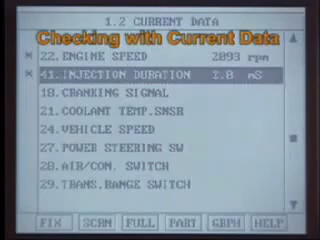 1.2 CURRENT DATA
Checking with Current Data
* 22. ENGINE SPEED 2093 rpm
* 41. INJECTION DURATION 2.0 mS
18. CRANKING SIGNAL
21. COOLANT TEMP.SNSR
24. VEHICLE SPEED
27. POWER STEERING SW
28. AIR/CON. SWITCH
29. TRANS.RANGE SWITCH
FIX SCRN FULL PART GRPH HELP